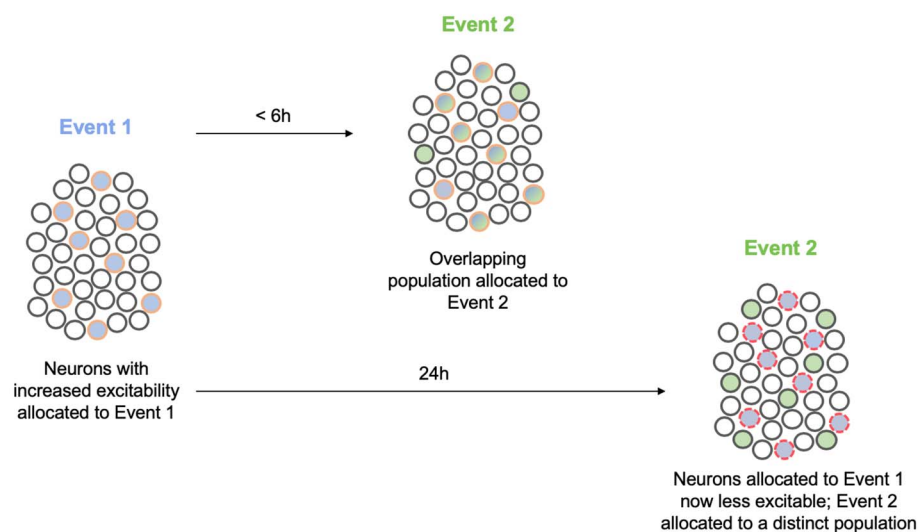 Event 2
< 6h
Event 1
Overlapping
population allocated to
Event 2
Event 2
Neurons with
increased excitability
allocated to Event 1
24h
Neurons allocated to Event 1
now less excitable; Event 2
allocated to a distinct population